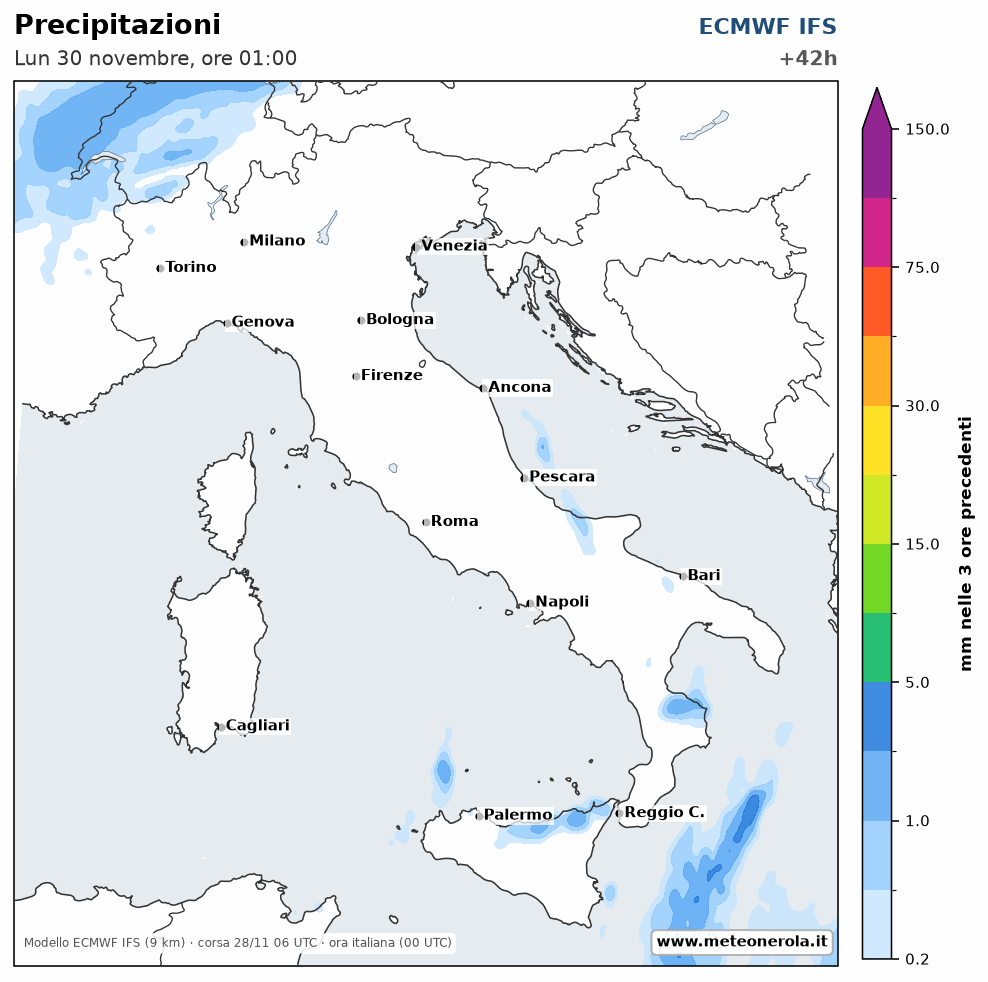 Precipitazioni
ECMWF IFS
Lun 30 novembre, ore 01:00
+42h
Milano
Venezia
Torino
Genova
Bologna
Firenze
Ancona
Pescara
Roma
Bari
Napoli
Cagliari
Palermo
Reggio C.
150.0
75.0
30.0
15.0
5.0
1.0
0.2
mm nelle 3 ore precedenti
Modello ECMWF IFS (9 km) · corsa 28/11 06 UTC · ora italiana (00 UTC)
www.meteonerola.it